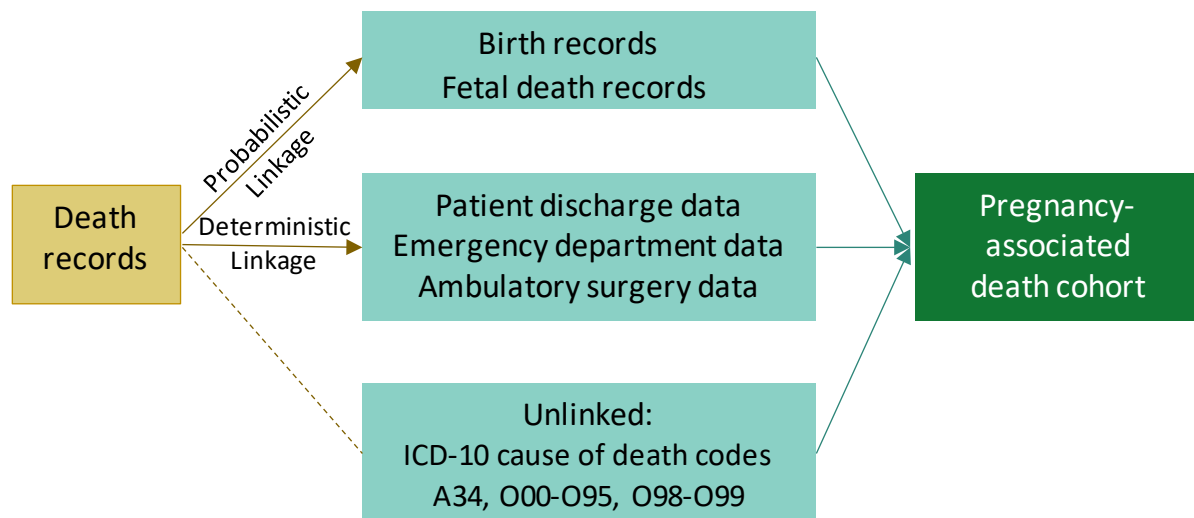 Death
records
Probabilistic
Linkage
Deterministic
Linkage
Birth records
Fetal death records
Patient discharge data
Emergency department data
Ambulatory surgery data
Unlinked:
ICD-10 cause of death codes
A34, O00-O95, O98-O99
Pregnancy-
associated
death cohort